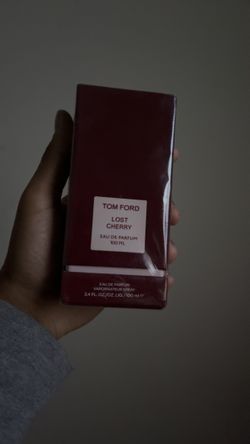 TOM FORD
LOST
CHERRY
EAU DE PARFUM
100 ML
EAU DE PARFUM
VAPORISATEUR SPRAY
3.4 FL.OZ/OZ.LIQ./100 ml ℮